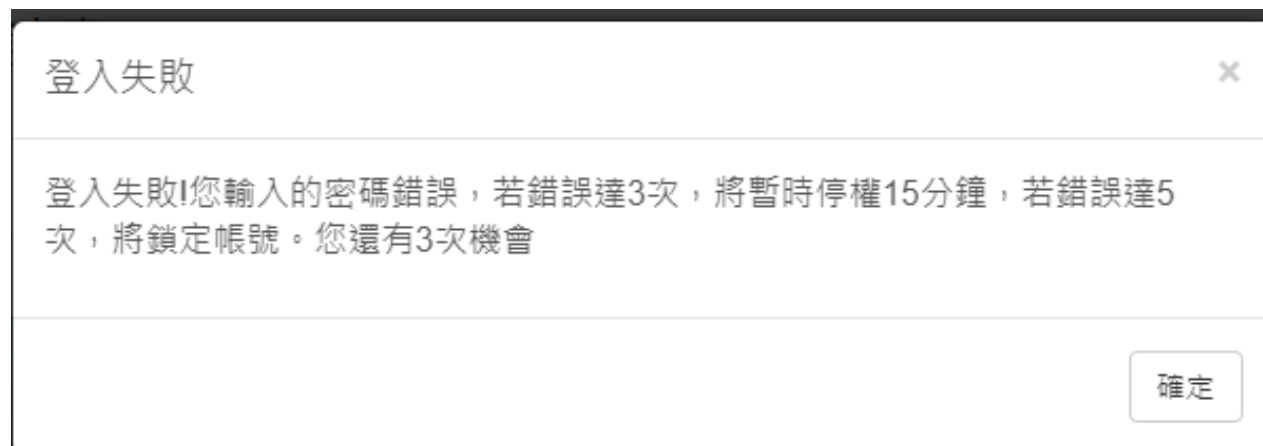 登入失敗
×
登入失敗!您輸入的密碼錯誤，若錯誤達3次，將暫時停權15分鐘，若錯誤達5
次，將鎖定帳號。您還有3次機會
確定